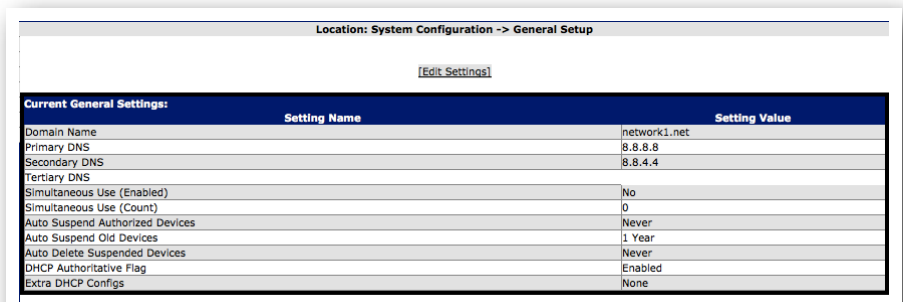 Location: System Configuration -> General Setup
[Edit Settings]
Current General Settings:
Setting Name Setting Value
Domain Name network1.net
Primary DNS 8.8.8.8
Secondary DNS 8.8.4.4
Tertiary DNS
Simultaneous Use (Enabled) No
Simultaneous Use (Count) 0
Auto Suspend Authorized Devices Never
Auto Suspend Old Devices 1 Year
Auto Delete Suspended Devices Never
DHCP Authoritative Flag Enabled
Extra DHCP Configs None